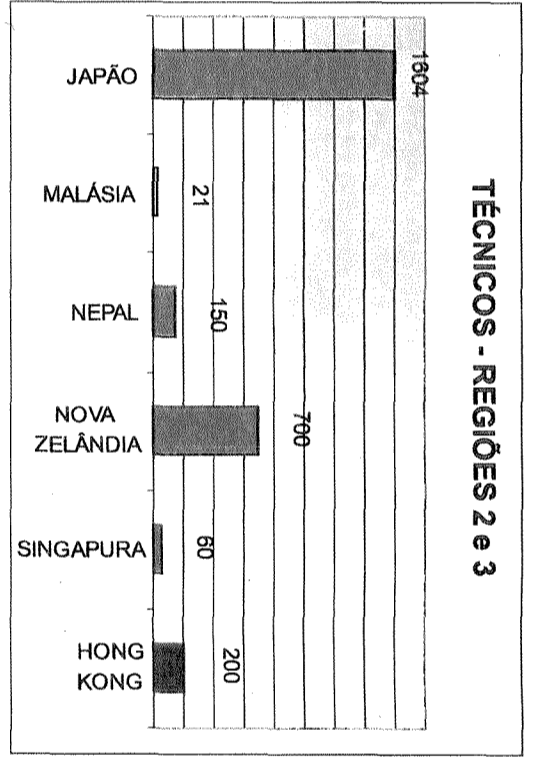 TÉCNICOS - REGIÕES 2 e 3
JAPÃO
1604
MALÁSIA
21
NEPAL
150
NOVA
ZELÂNDIA
700
SINGAPURA
60
HONG
KONG
200